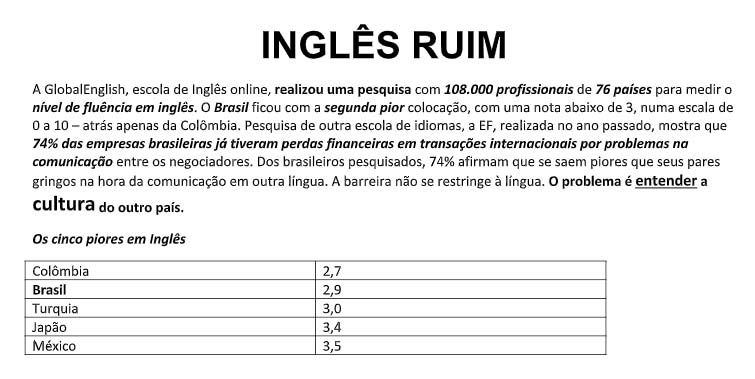 INGLÊS RUIM
A GlobalEnglish, escola de Inglês online, realizou uma pesquisa com 108.000 profissionais de 76 países para medir o
nível de fluência em inglês. O Brasil ficou com a segunda pior colocação, com uma nota abaixo de 3, numa escala de
0 a 10 – atrás apenas da Colômbia. Pesquisa de outra escola de idiomas, a EF, realizada no ano passado, mostra que
74% das empresas brasileiras já tiveram perdas financeiras em transações internacionais por problemas na
comunicação entre os negociadores. Dos brasileiros pesquisados, 74% afirmam que se saem piores que seus pares
gringos na hora da comunicação em outra língua. A barreira não se restringe à língua. O problema é entender a
cultura do outro país.
Os cinco piores em Inglês
Colômbia 2,7
Brasil 2,9
Turquia 3,0
Japão 3,4
México 3,5